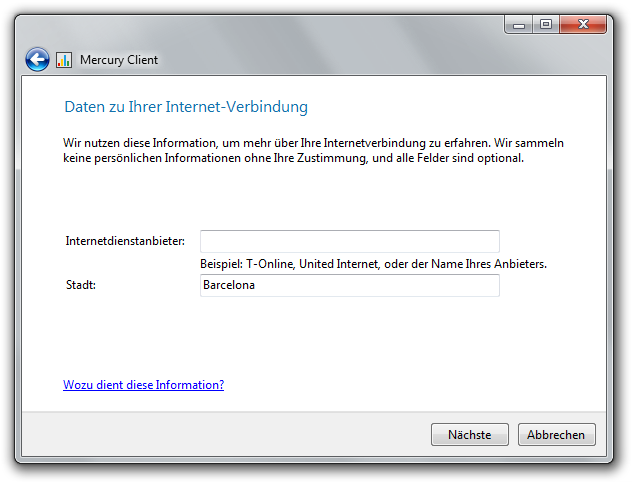 Mercury Client
Daten zu Ihrer Internet-Verbindung
Wir nutzen diese Information, um mehr über Ihre Internetverbindung zu erfahren. Wir sammeln
keine persönlichen Informationen ohne Ihre Zustimmung, und alle Felder sind optional.
Internetdienstanbieter:
Beispiel: T-Online, United Internet, oder der Name Ihres Anbieters.
Stadt: Barcelona
Wozu dient diese Information?
Nächste Abbrechen